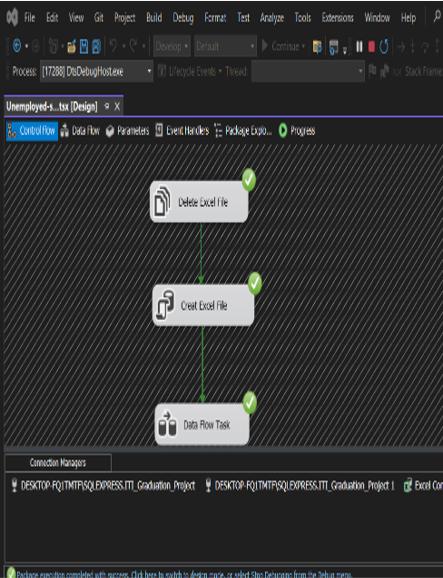 File Edit View Git Project Build Debug Format Test Analyze Tools Extensions Window Help
Develop Default Continue
Process: [17288] DtsDebugHost.exe Lifecycle Events Thread: Stack Frame
Unemployed-s...tsx [Design]
Control Flow Data Flow Parameters Event Handlers Package Explo... Progress
Delete Excel File
Creat Excel File
Data Flow Task
Connection Managers
DESKTOP-FQ1TMTF\SQLEXPRESS.ITI_Graduation_Project DESKTOP-FQ1TMTF\SQLEXPRESS.ITI_Graduation_Project 1 Excel Con
Package execution completed with success. Click here to switch to design mode, or select Stop Debugging from the Debug menu.